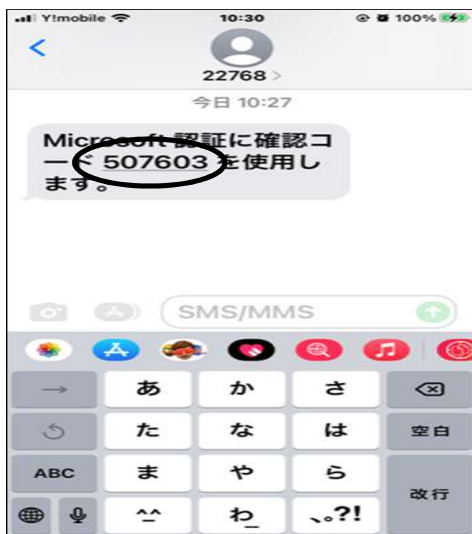 Y!mobile 10:30 100%
22768 >
今日 10:27
Microsoft 認証に確認コ
ード 507603 を使用し
ます。
SMS/MMS
→ あ か さ
た な は 空白
ABC ま や ら
改行
^^ わ_ 、。?!